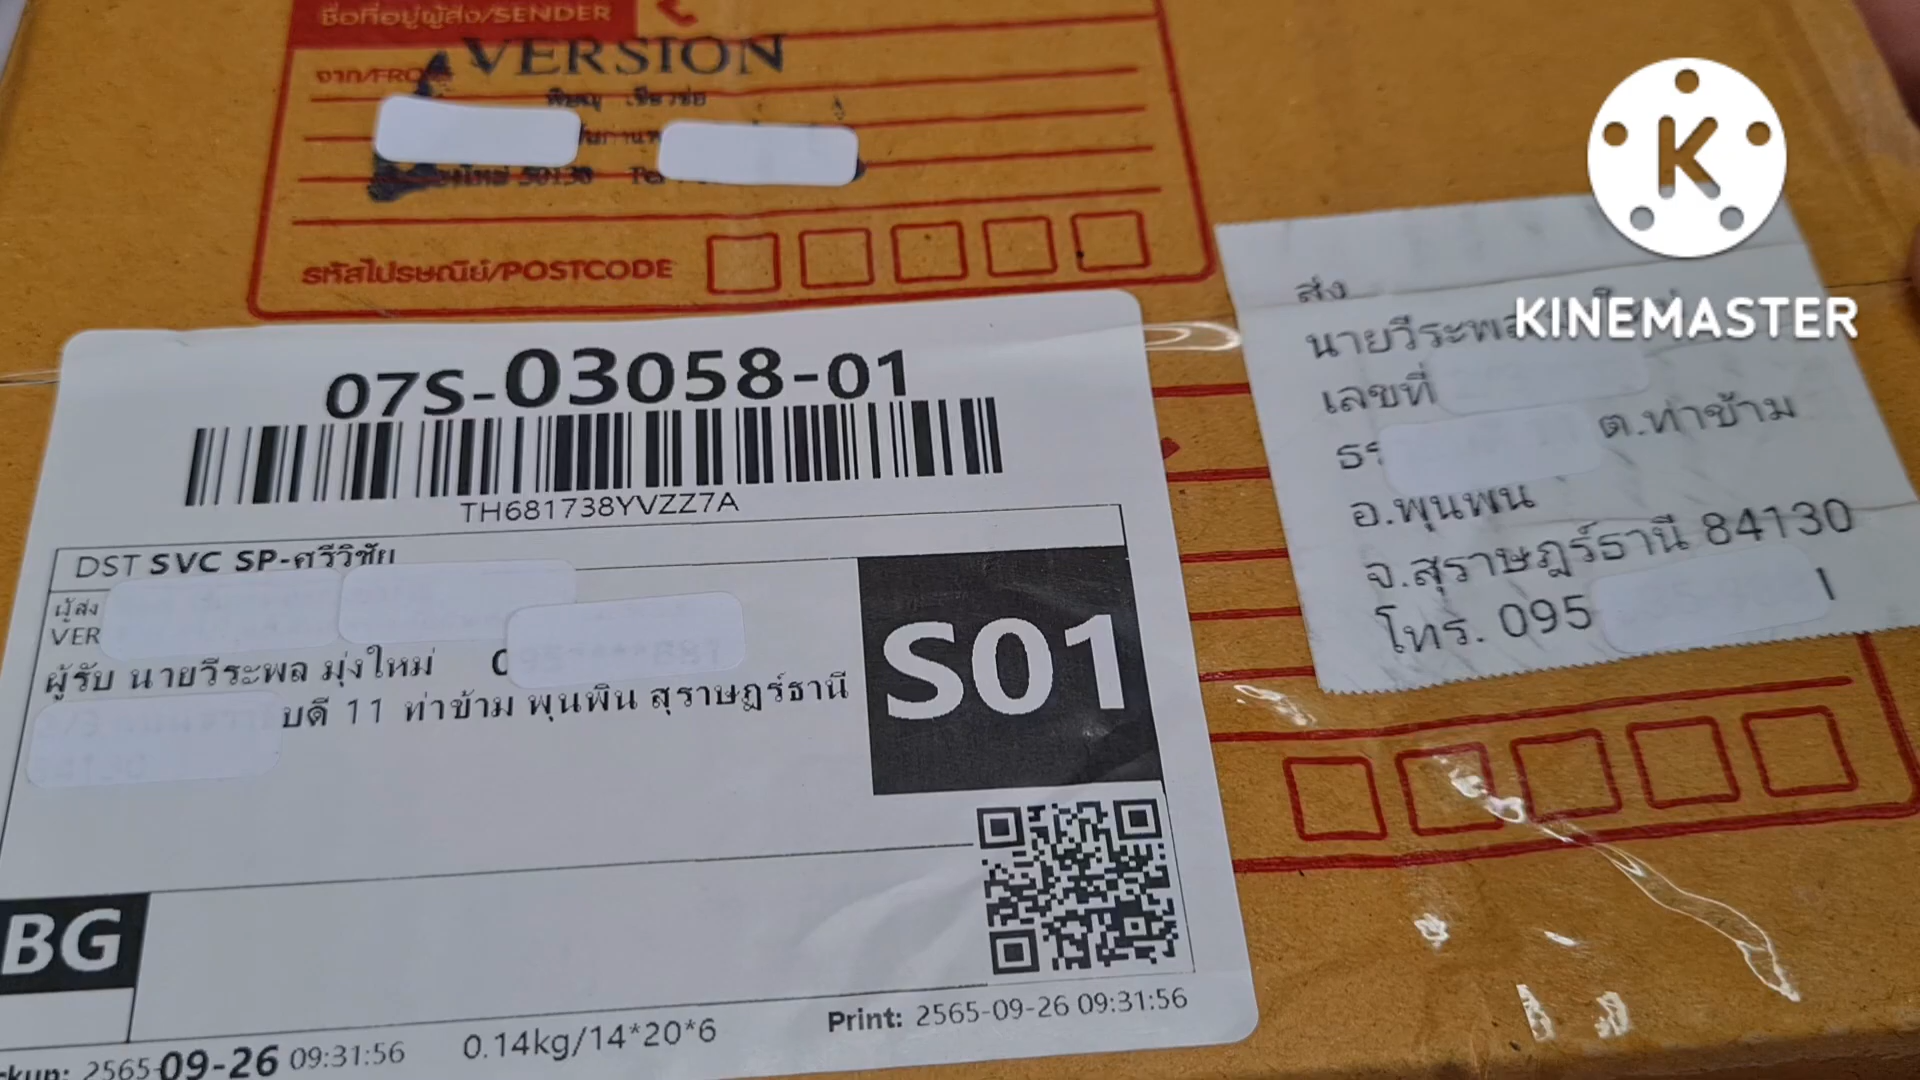 ชื่อที่อยู่ผู้ส่ง/SENDER
VERSION
จาก/FROM
50130
รหัสไปรษณีย์/POSTCODE
07S-03058-01
TH681738YVZZ7A
DST SVC SP-ศรีวิชัย
ผู้ส่ง
VER
ผู้รับ นายวีระพล มุ่งใหม่
บดี 11 ท่าข้าม พุนพิน สุราษฎร์ธานี
S01
BG
0.14kg/14*20*6
Print: 2565-09-26 09:31:56
2565-09-26 09:31:56
ส่ง
นายวีระพล
เลขที่
ต.ท่าข้าม
อ.พุนพิน
จ.สุราษฎร์ธานี 84130
โทร. 095
K
KINEMASTER